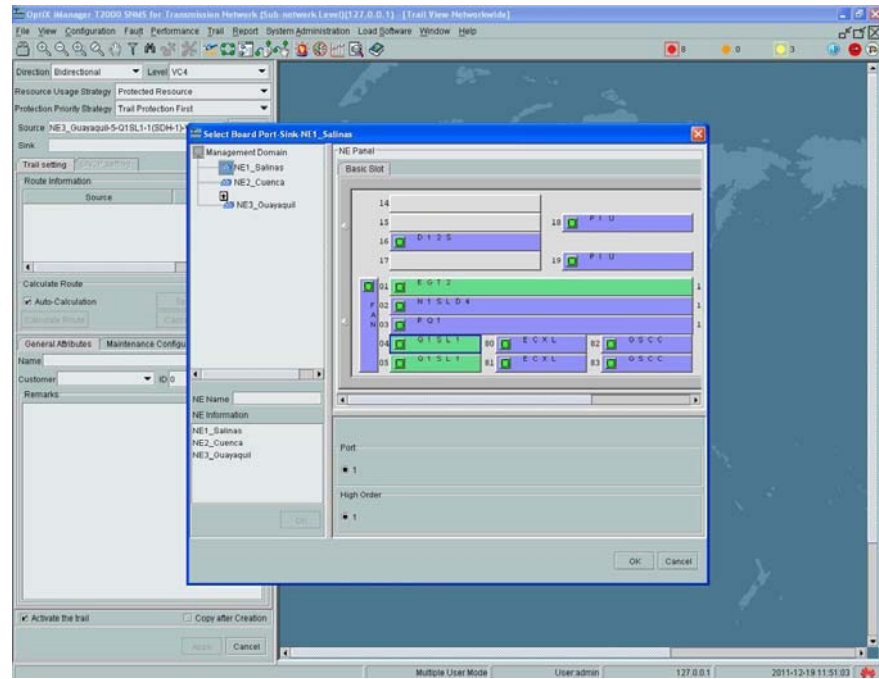 OptiX iManager T2000 SNMS for Transmission Network (Sub-network Level)(127.0.0.1) - [Trail View Networkwide]
File View Configuration Fault Performance Trail Report System Administration Load Software Window Help
8 0 3
Direction Bidirectional Level VC4
Resource Usage Strategy Protected Resource
Protection Priority Strategy Trail Protection First
Source NE3_Guayaquil-5-Q1SL1-1(SDH-1)-
Sink
Trail setting
Route Information
Source
Calculate Route
Auto-Calculation
Calculate Route
General Attributes Maintenance Configu
Name
Customer ID 0
Remarks
Activate the trail Copy after Creation
Apply Cancel
Select Board Port-Sink-NE1_Salinas
Management Domain
NE1_Salinas
NE2_Cuenca
NE3_Guayaquil
NE Name
NE Information
NE1_Salinas
NE2_Cuenca
NE3_Guayaquil
OK
NE Panel
Basic Slot
14
15 18 PIU
16 D12S
17 19 PIU
FAN
01 EGT2 1
02 N1SLD4 1
03 PQ1 1
04 Q1SL1 80 ECXL 82 GSCC
05 Q1SL1 81 ECXL 83 GSCC
Port
1
High Order
1
OK Cancel
Multiple User Mode User:admin 127.0.0.1 2011-12-19 11:51:03